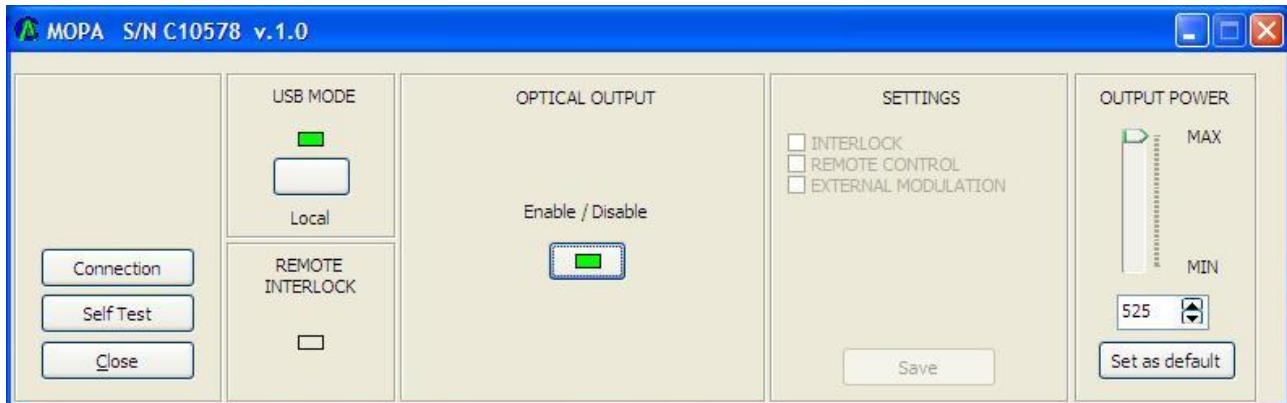 MOPA S/N C10578 v.1.0
Connection
Self Test
Close
USB MODE
Local
REMOTE
INTERLOCK
OPTICAL OUTPUT
Enable / Disable
SETTINGS
INTERLOCK
REMOTE CONTROL
EXTERNAL MODULATION
Save
OUTPUT POWER
MAX
MIN
525
Set as default